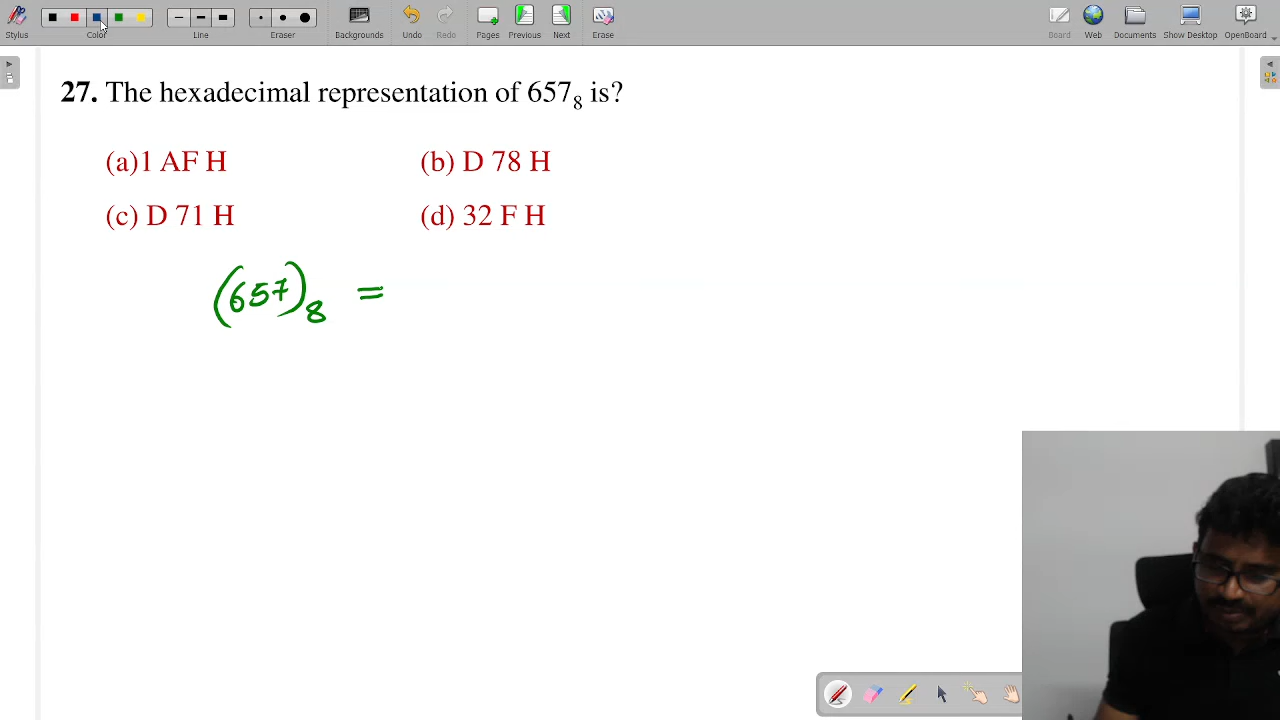 Stylus Color Line Eraser Backgrounds Undo Redo Pages Previous Next Erase Board Web Documents Show Desktop OpenBoard
27. The hexadecimal representation of 657₈ is?
(a)1 AF H (b) D 78 H
(c) D 71 H (d) 32 F H
(657)₈ =